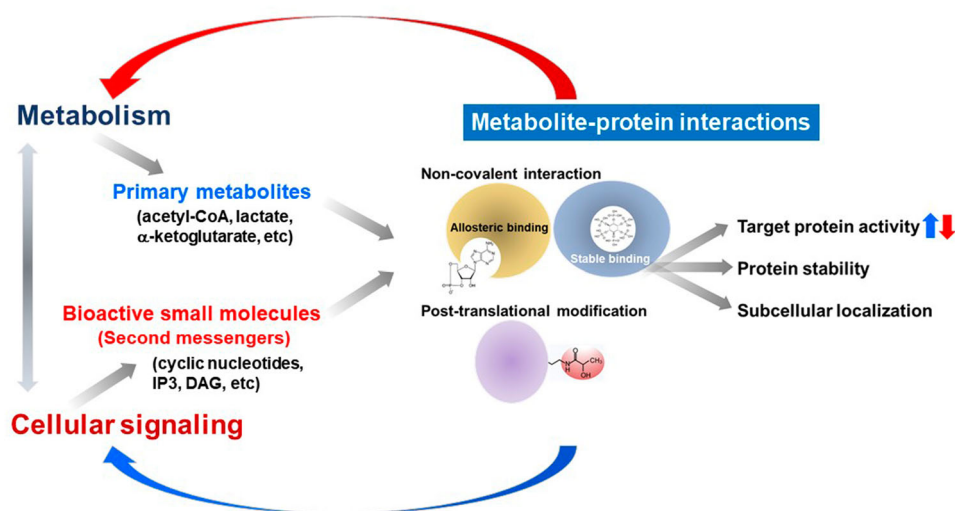 Metabolism
Metabolite-protein interactions
Primary metabolites
(acetyl-CoA, lactate,
α-ketoglutarate, etc)
Bioactive small molecules
(Second messengers)
(cyclic nucleotides,
IP3, DAG, etc)
Cellular signaling
Non-covalent interaction
Allosteric binding
Stable binding
Post-translational modification
N
H
O
CH3
OH
Target protein activity
Protein stability
Subcellular localization